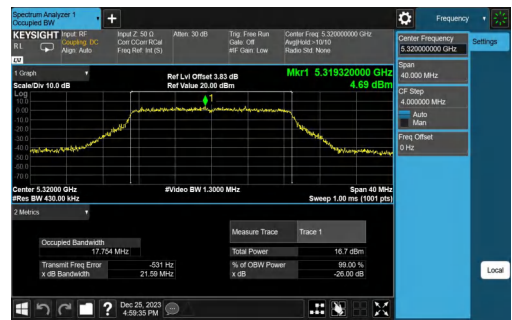 Spectrum Analyzer 1
Occupied BW
+
Frequency
KEYSIGHT
RL
Input: RF
Coupling: DC
Align: Auto
Input Z: 50 Ω
Corr CCorr RCal
Freq Ref: Int (S)
Atten: 30 dB
Trig: Free Run
Gate: Off
#IF Gain: Low
Center Freq: 5.320000000 GHz
Avg|Hold:>10/10
Radio Std: None
LV
Center Frequency
5.320000000 GHz
Settings
Span
40.000 MHz
CF Step
4.000000 MHz
Auto
Man
Freq Offset
0 Hz
Local
1 Graph
Scale/Div 10.0 dB
Ref Lvl Offset 3.83 dB
Ref Value 20.00 dBm
Mkr1 5.319320000 GHz
4.69 dBm
Log
10.0
0.00
-10.0
-20.0
-30.0
-40.0
-50.0
-60.0
-70.0
1
Center 5.32000 GHz
#Res BW 430.00 kHz
#Video BW 1.3000 MHz
Span 40 MHz
Sweep 1.00 ms (1001 pts)
2 Metrics
Measure Trace
Trace 1
Occupied Bandwidth
17.754 MHz
Total Power
16.7 dBm
Transmit Freq Error
-531 Hz
% of OBW Power
99.00 %
x dB Bandwidth
21.59 MHz
x dB
-26.00 dB
?
Dec 25, 2023
4:59:35 PM